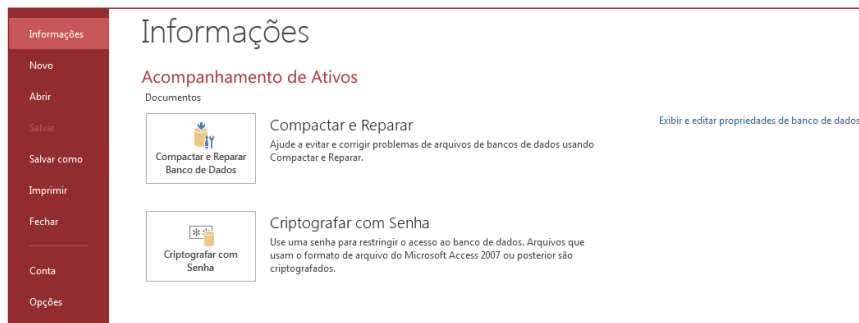 Informações
Novo
Abrir
Salvar
Salvar como
Imprimir
Fechar
Conta
Opções
Informações
Acompanhamento de Ativos
Documentos
Compactar e Reparar
Banco de Dados
Compactar e Reparar
Ajude a evitar e corrigir problemas de arquivos de bancos de dados usando
Compactar e Reparar.
Exibir e editar propriedades de banco de dados
Criptografar com
Senha
Criptografar com Senha
Use uma senha para restringir o acesso ao banco de dados. Arquivos que
usam o formato de arquivo do Microsoft Access 2007 ou posterior são
criptografados.